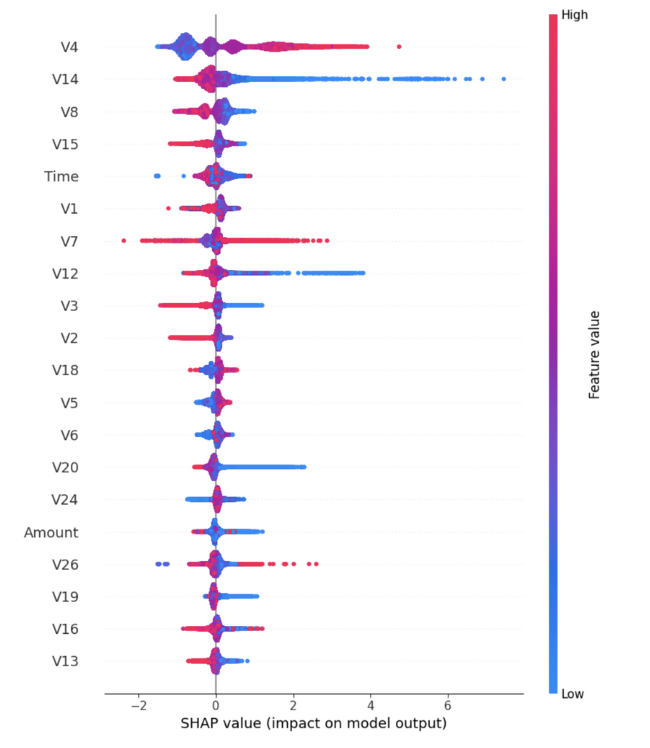 High
V4
V14
V8
V15
Time
V1
V7
V12
V3
V2
V18
V5
V6
V20
V24
Amount
V26
V19
V16
V13
Feature value
Low
−2 0 2 4 6
SHAP value (impact on model output)